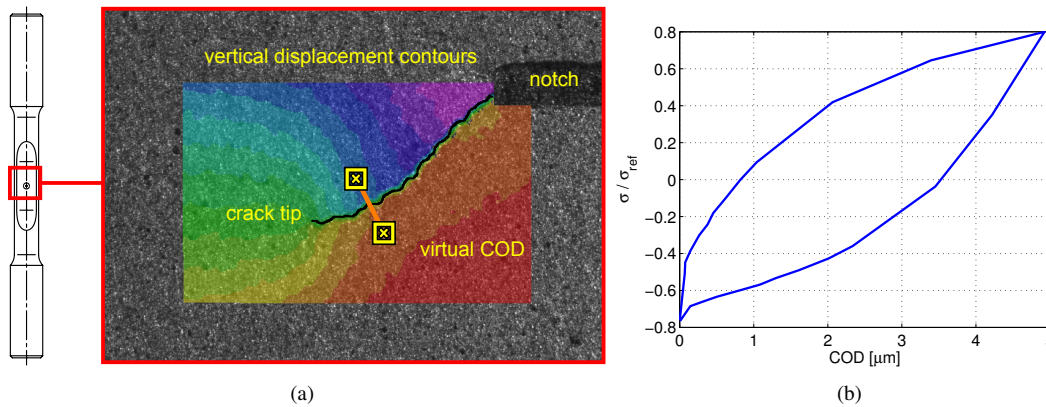 vertical displacement contours
notch
crack tip
virtual COD
(a)
0.8
0.6
0.4
0.2
0
−0.2
−0.4
−0.6
−0.8
σ / σref
0
1
2
3
4
COD [µm]
(b)